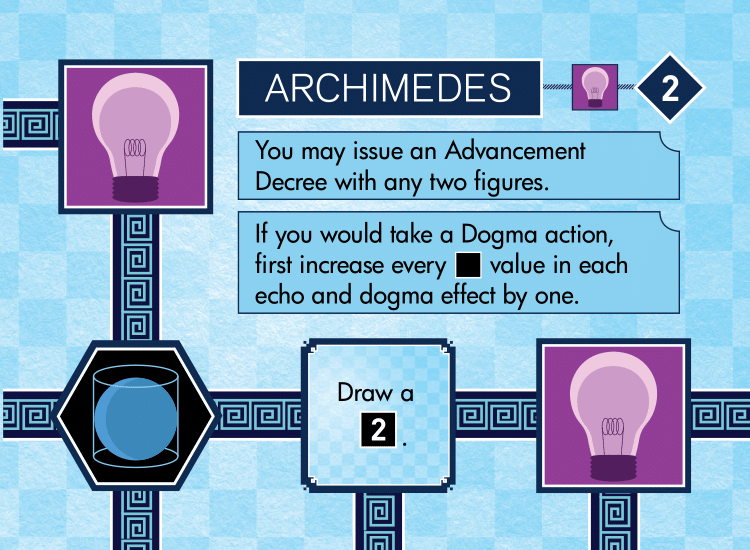 ARCHIMEDES
2
You may issue an Advancement
Decree with any two figures.
If you would take a Dogma action,
first increase every value in each
echo and dogma effect by one.
Draw a
2.